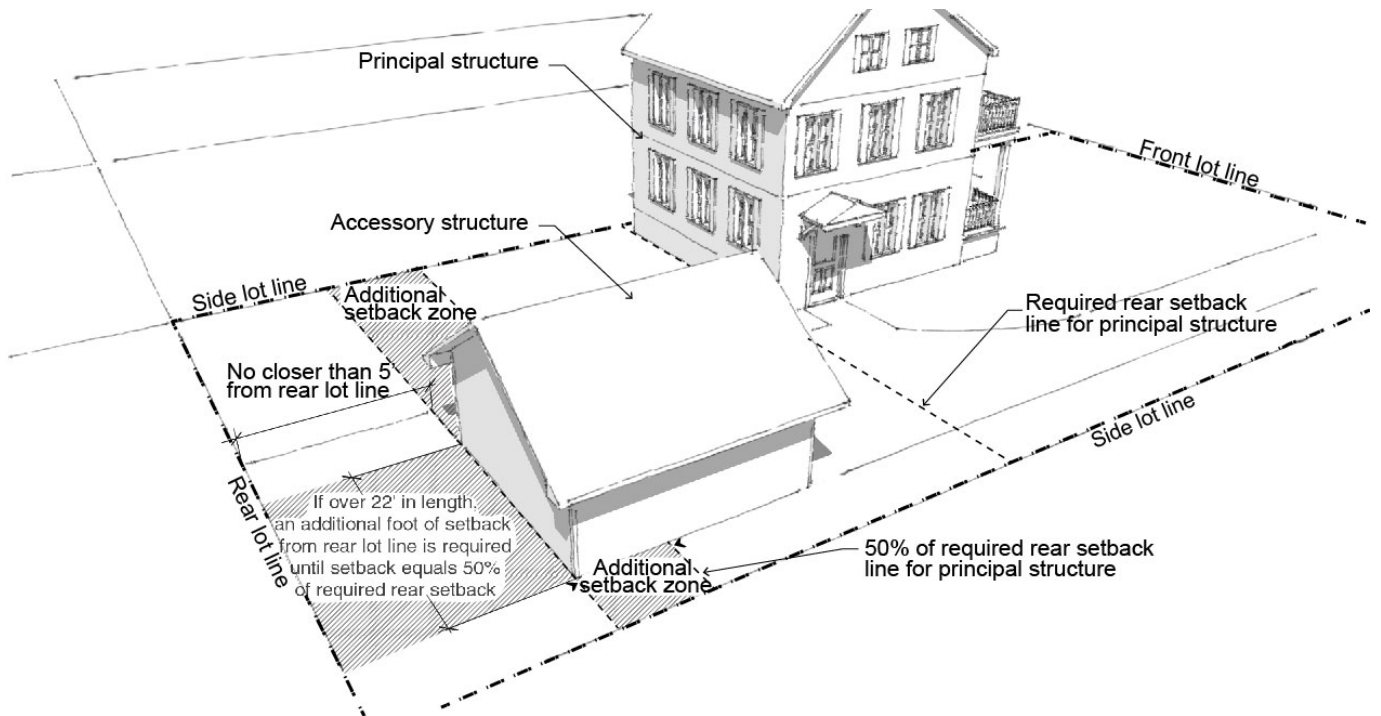 Principal structure
Front lot line
Accessory structure
Side lot line
Additional
setback zone
Required rear setback
line for principal structure
No closer than 5'
from rear lot line
Side lot line
Rear lot line
If over 22' in length,
an additional foot of setback
from rear lot line is required
until setback equals 50%
of required rear setback
Additional
setback zone
50% of required rear setback
line for principal structure